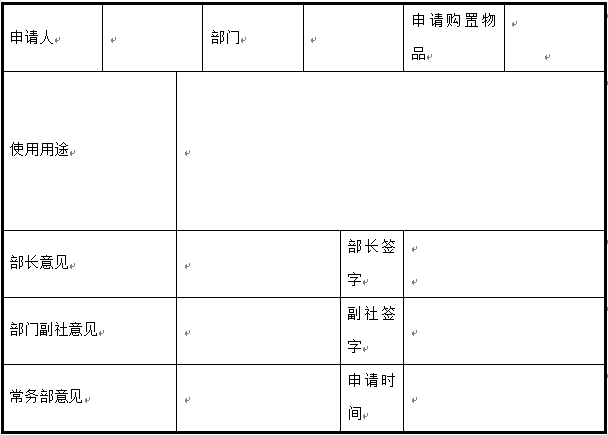 申请人
部门
申请购置物
品
使用用途
部长意见
部长签
字
部门副社意见
副社签
字
常务部意见
申请时
间